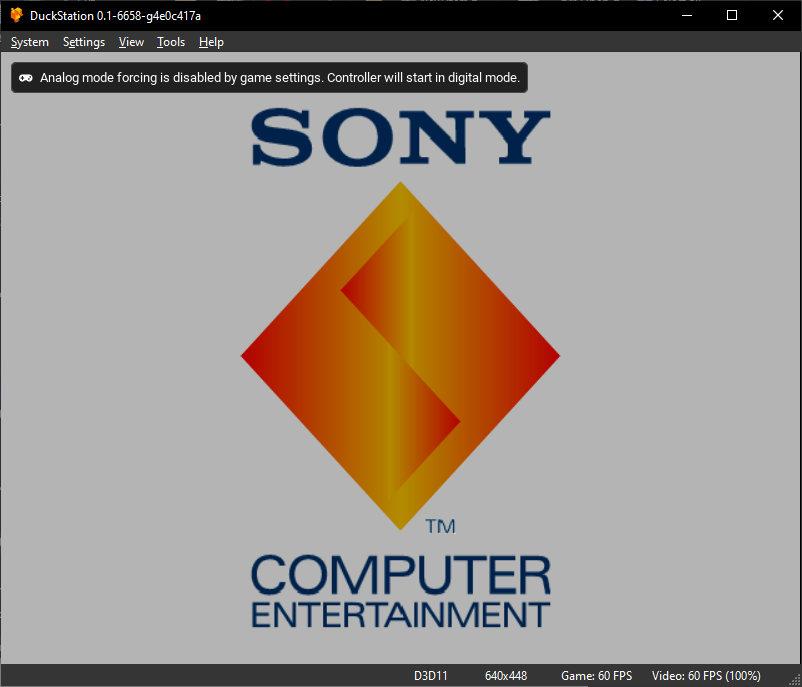 DuckStation 0.1-6658-g4e0c417a
System Settings View Tools Help
Analog mode forcing is disabled by game settings. Controller will start in digital mode.
SONY
TM
COMPUTER
ENTERTAINMENT
D3D11 640x448 Game: 60 FPS Video: 60 FPS (100%)